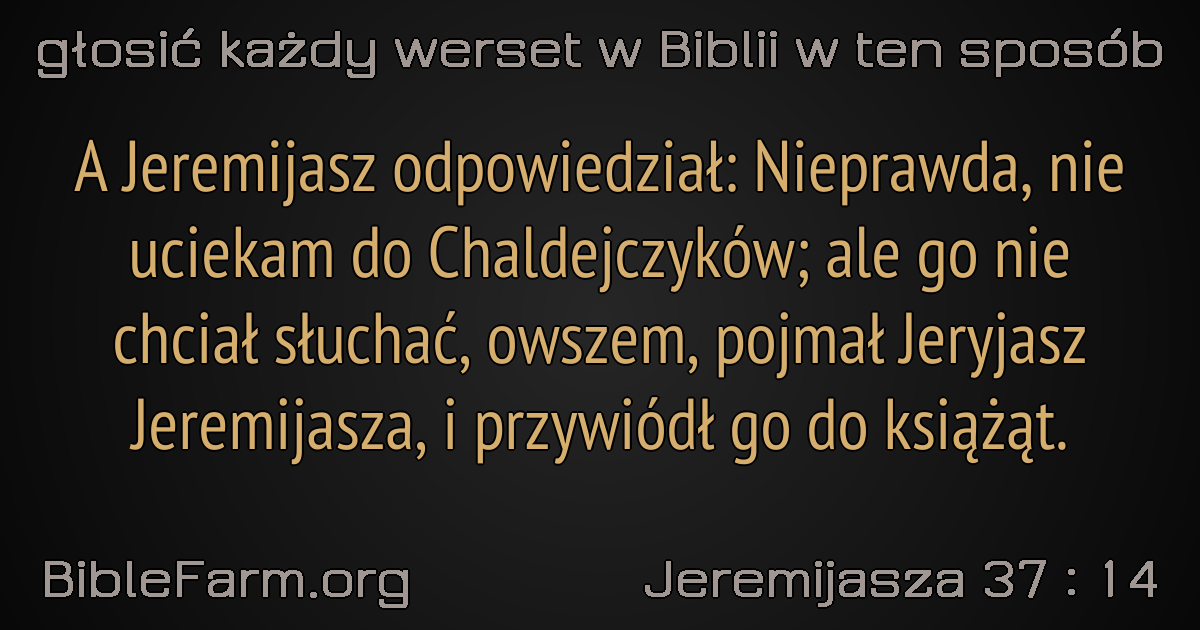 głosić każdy werset w Biblii w ten sposób
A Jeremijasz odpowiedział: Nieprawda, nie
uciekam do Chaldejczyków; ale go nie
chciał słuchać, owszem, pojmał Jeryjasz
Jeremijasza, i przywiódł go do książąt.
BibleFarm.org
Jeremijasza 37 : 14